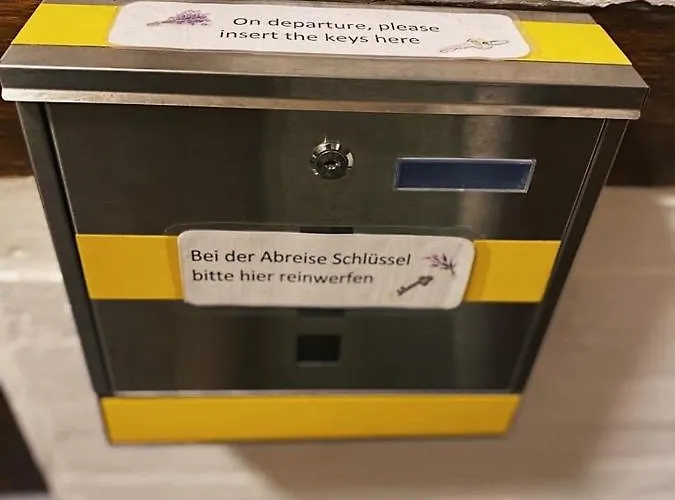 On departure, please
insert the keys here
Bei der Abreise Schlüssel
bitte hier reinwerfen